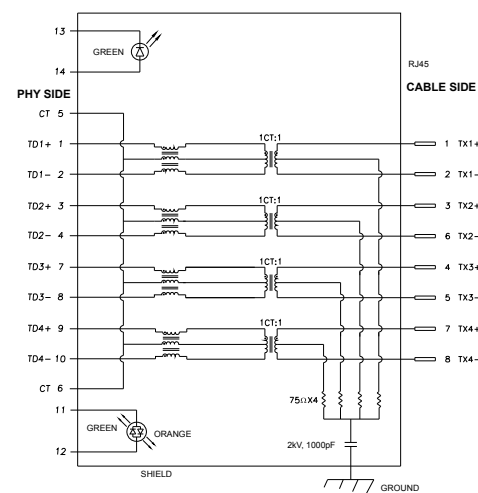 13
GREEN
14
RJ45
PHY SIDE
CABLE SIDE
CT 5
TD1+ 1
1CT:1
1 TX1+
TD1- 2
2 TX1-
TD2+ 3
1CT:1
3 TX2+
TD2- 4
6 TX2-
TD3+ 7
1CT:1
4 TX3+
TD3- 8
5 TX3-
TD4+ 9
1CT:1
7 TX4+
TD4- 10
8 TX4-
CT 6
75ΩX4
11
GREEN
ORANGE
12
2kV, 1000pF
SHIELD
GROUND